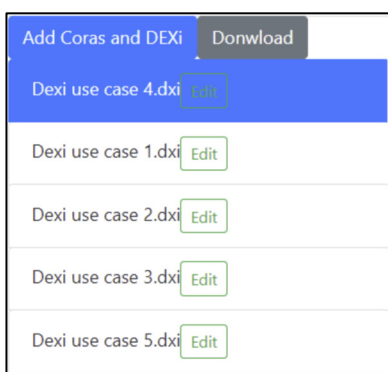 Add Coras and DEXi Donwload
Dexi use case 4.dxi Edit
Dexi use case 1.dxi Edit
Dexi use case 2.dxi Edit
Dexi use case 3.dxi Edit
Dexi use case 5.dxi Edit